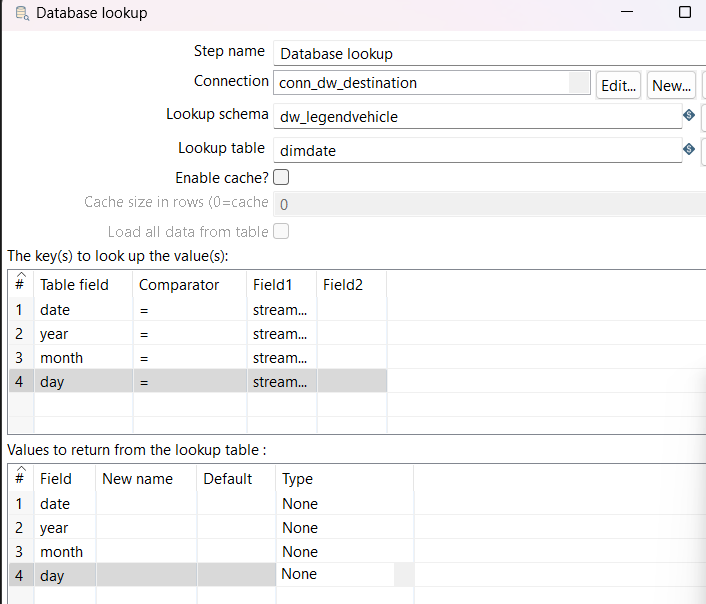 Database lookup
Step name Database lookup
Connection conn_dw_destination Edit... New...
Lookup schema dw_legendvehicle
Lookup table dimdate
Enable cache?
Cache size in rows (0=cache 0
Load all data from table
The key(s) to look up the value(s):
# Table field Comparator Field1 Field2
1 date = stream...
2 year = stream...
3 month = stream...
4 day = stream...
Values to return from the lookup table :
# Field New name Default Type
1 date None
2 year None
3 month None
4 day None